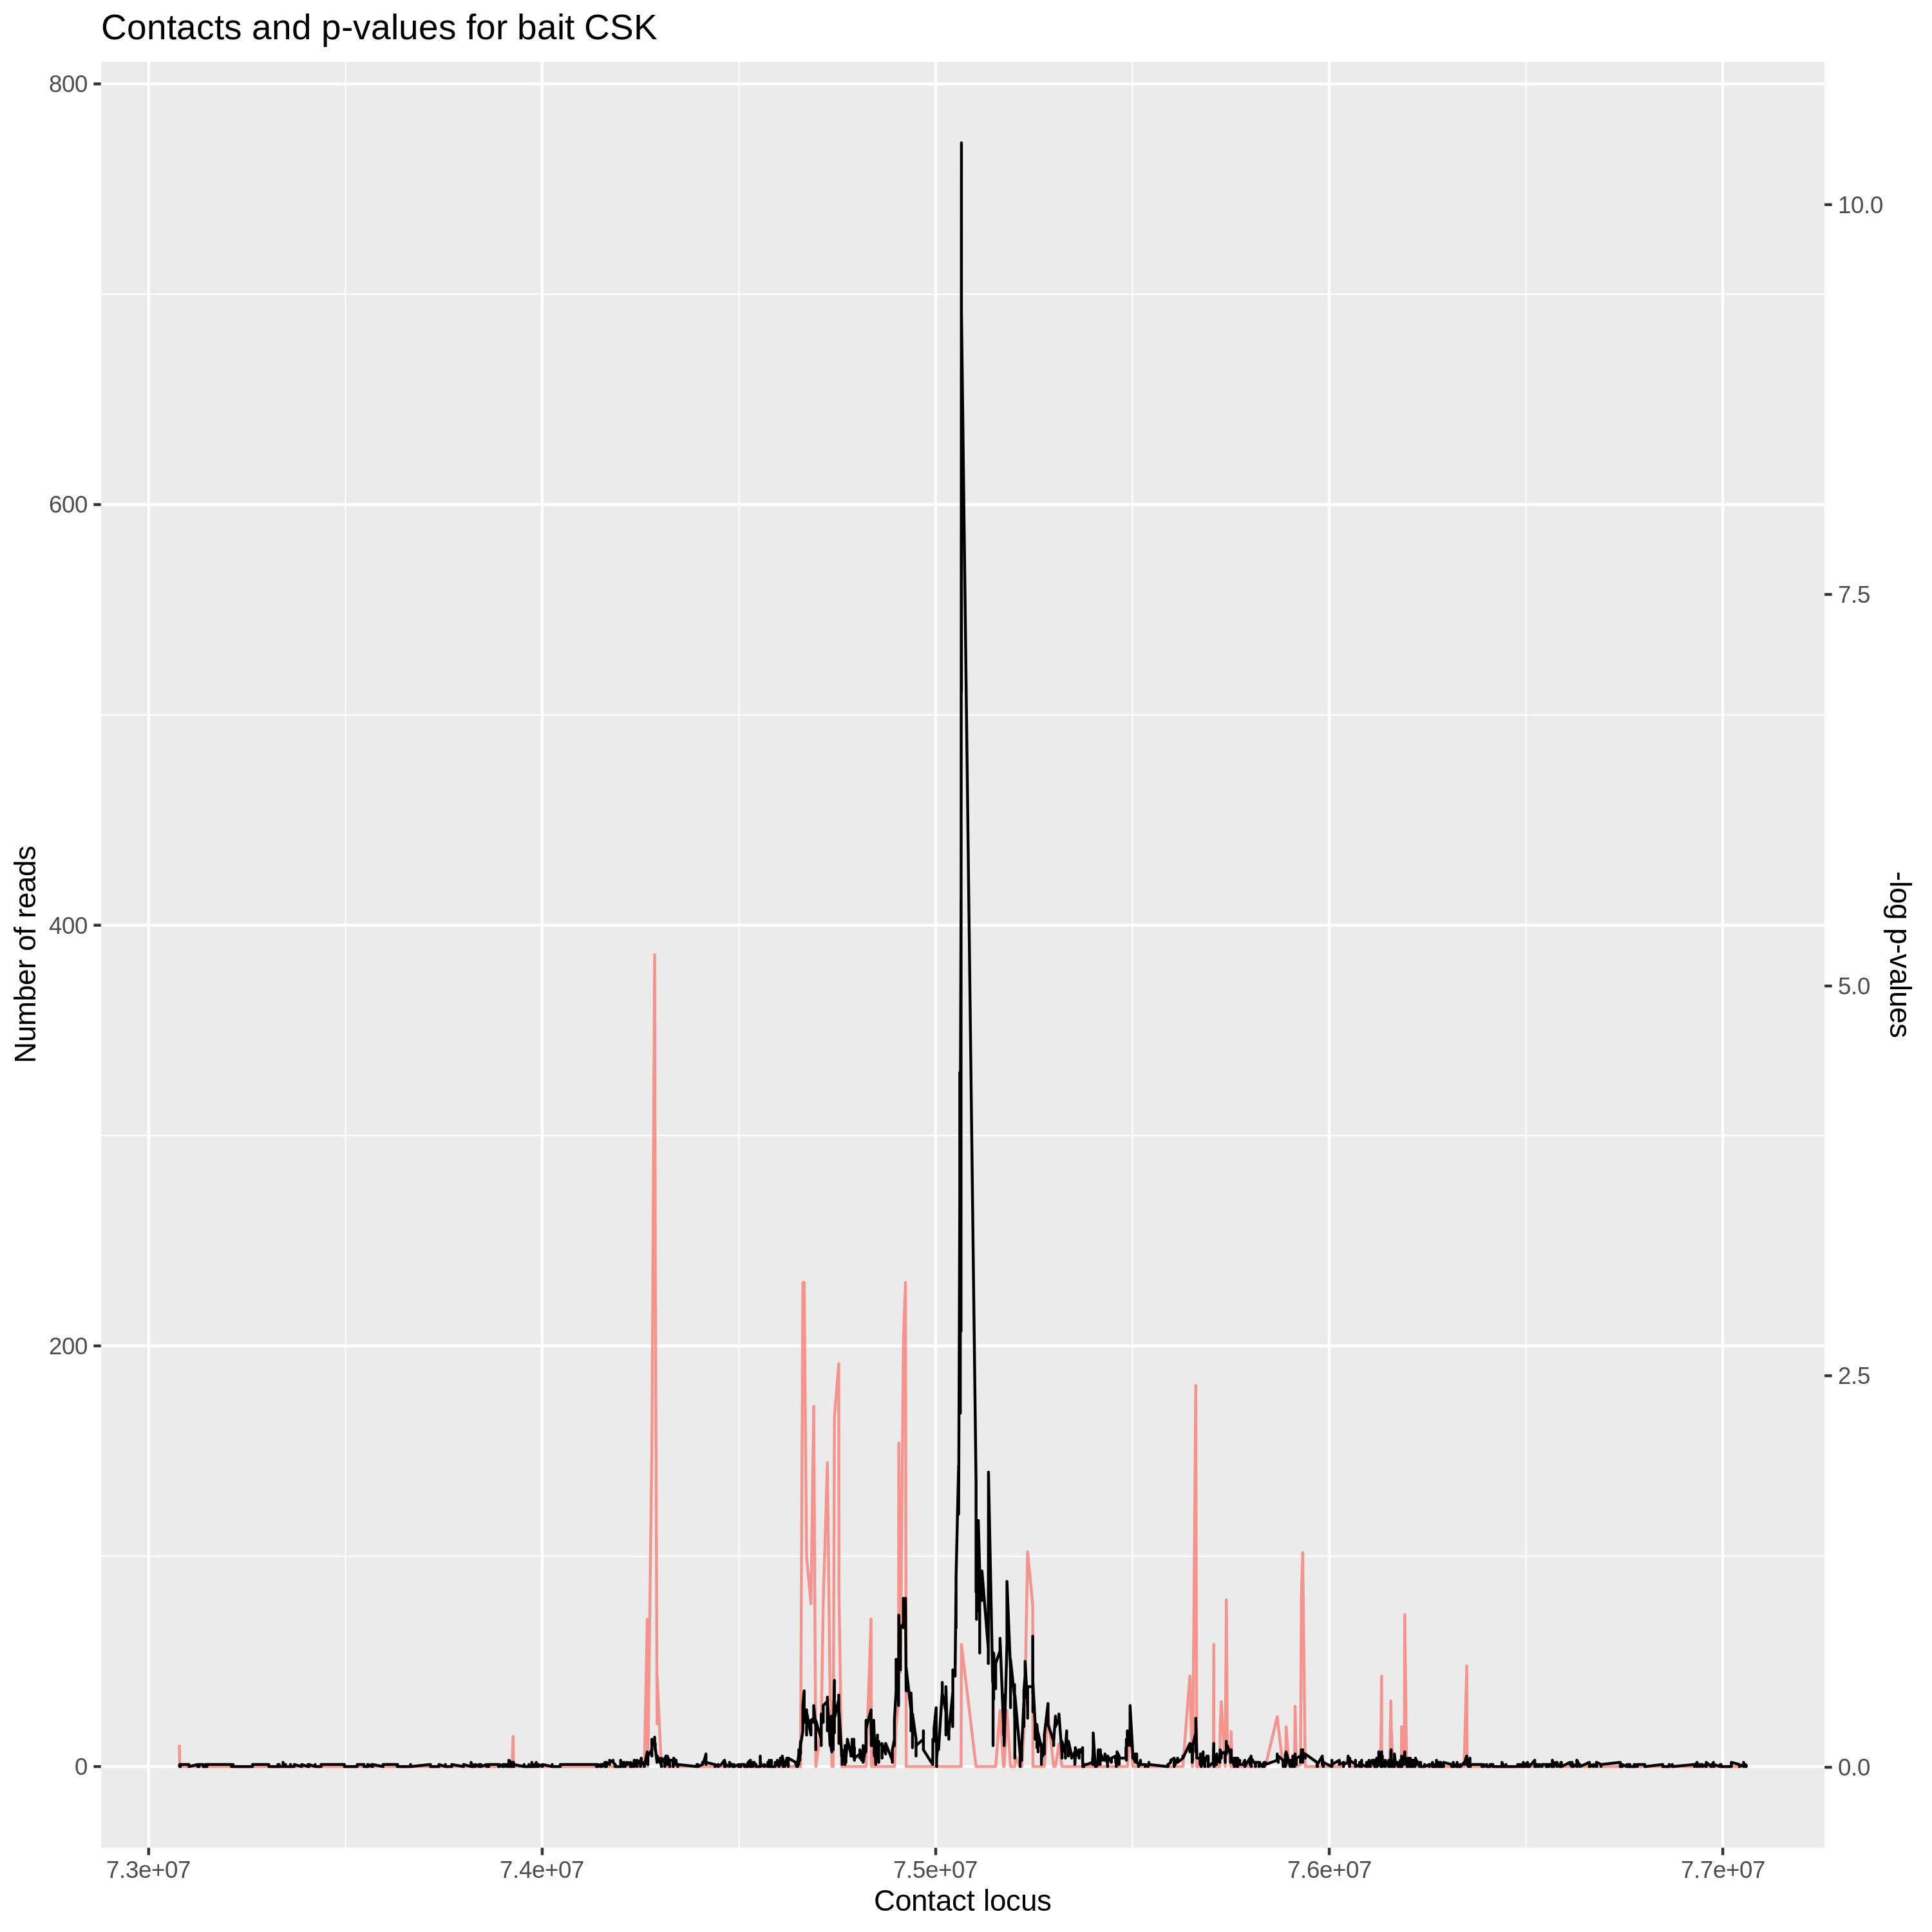 Contacts and p-values for bait CSK
800
600
400
200
0
Number of reads
10.0
7.5
5.0
2.5
0.0
-log p-values
7.3e+07 7.4e+07 7.5e+07 7.6e+07 7.7e+07
Contact locus